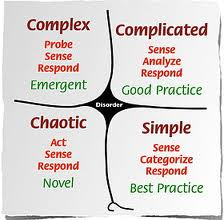 Complex
Probe
Sense
Respond
Emergent
Complicated
Sense
Analyze
Respond
Good Practice
Disorder
Chaotic
Act
Sense
Respond
Novel
Simple
Sense
Categorize
Respond
Best Practice